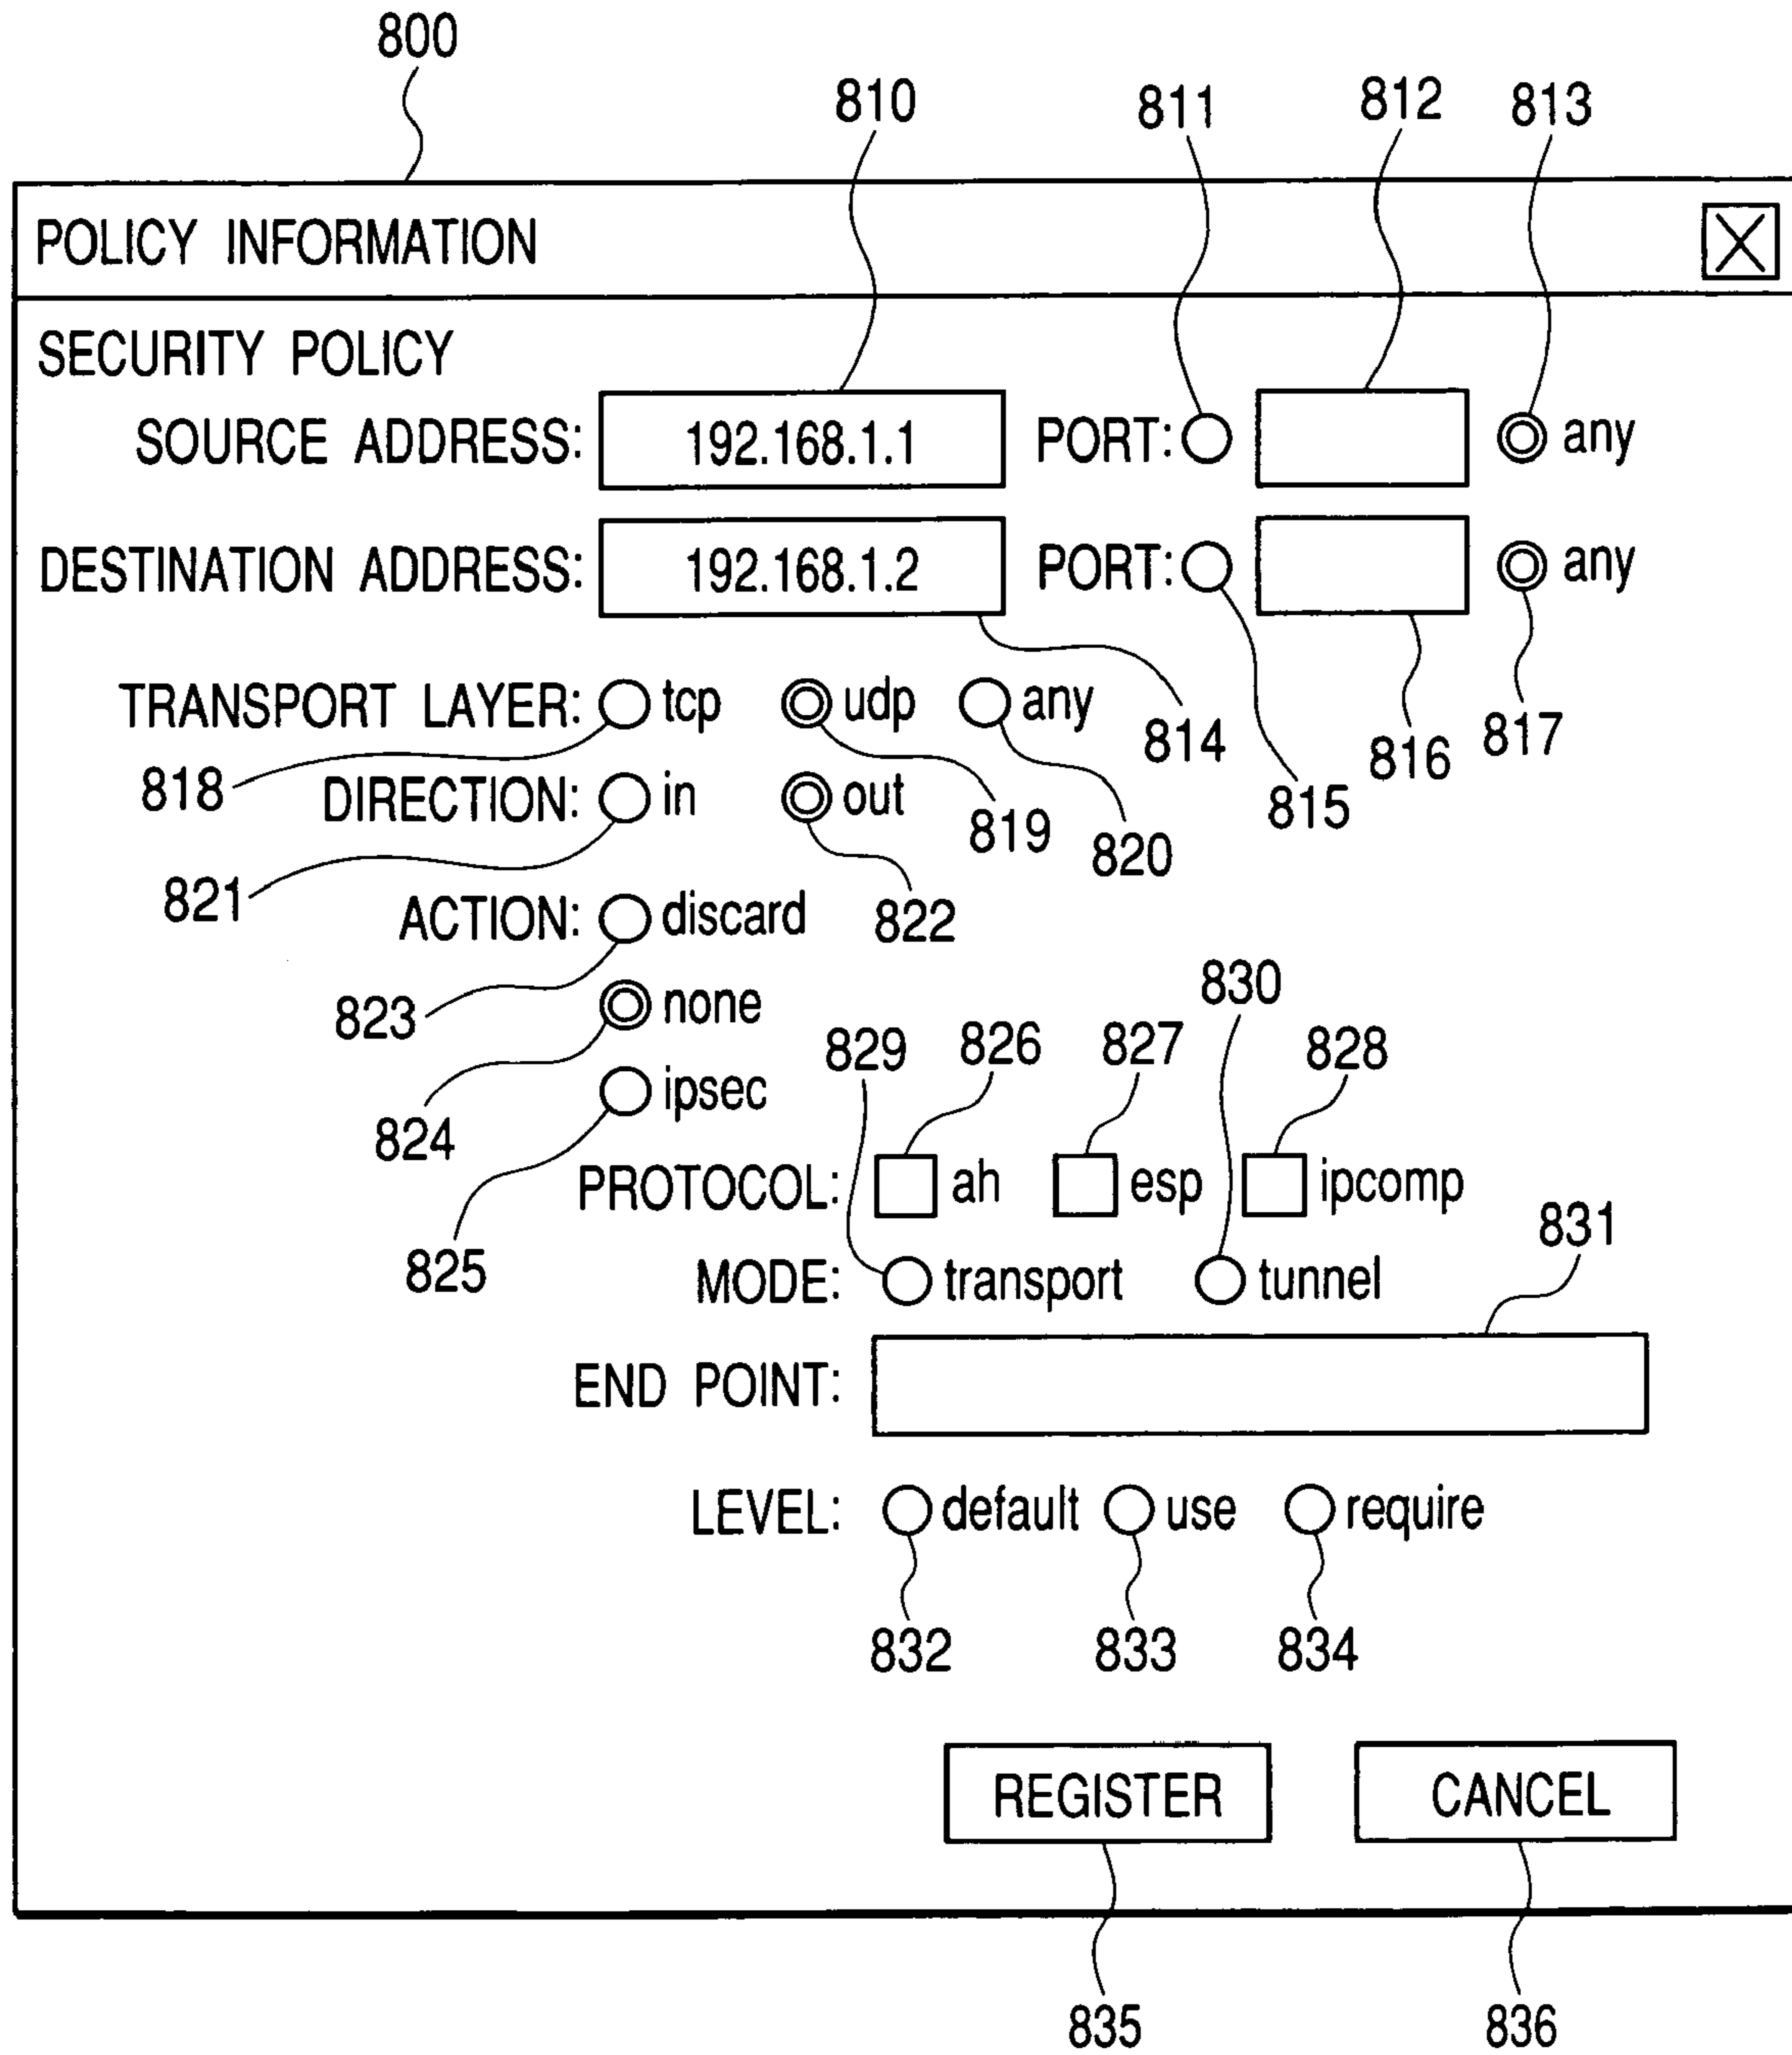 800
810 811 812 813
POLICY INFORMATION
SECURITY POLICY
SOURCE ADDRESS: 192.168.1.1 PORT: any
DESTINATION ADDRESS: 192.168.1.2 PORT: any
TRANSPORT LAYER: tcp udp any
814 816 817
818 DIRECTION: in out 819 820 815
821 ACTION: discard 822
823 none 830
829 826 827 828
824 ipsec
PROTOCOL: ah esp ipcomp
825 831
MODE: transport tunnel
END POINT:
LEVEL: default use require
832 833 834
REGISTER CANCEL
835 836